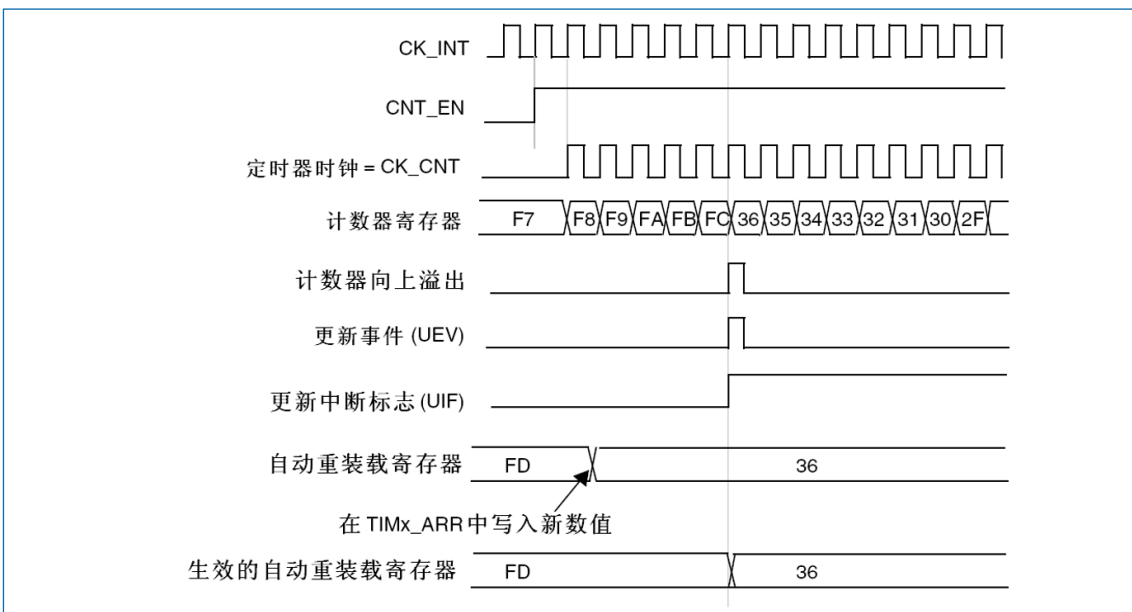 CK_INT
CNT_EN
定时器时钟 = CK_CNT
计数器寄存器 F7 F8 F9 FA FB FC 36 35 34 33 32 31 30 2F
计数器向上溢出
更新事件 (UEV)
更新中断标志 (UIF)
自动重装载寄存器 FD 36
在 TIMx_ARR 中写入新数值
生效的自动重装载寄存器 FD 36